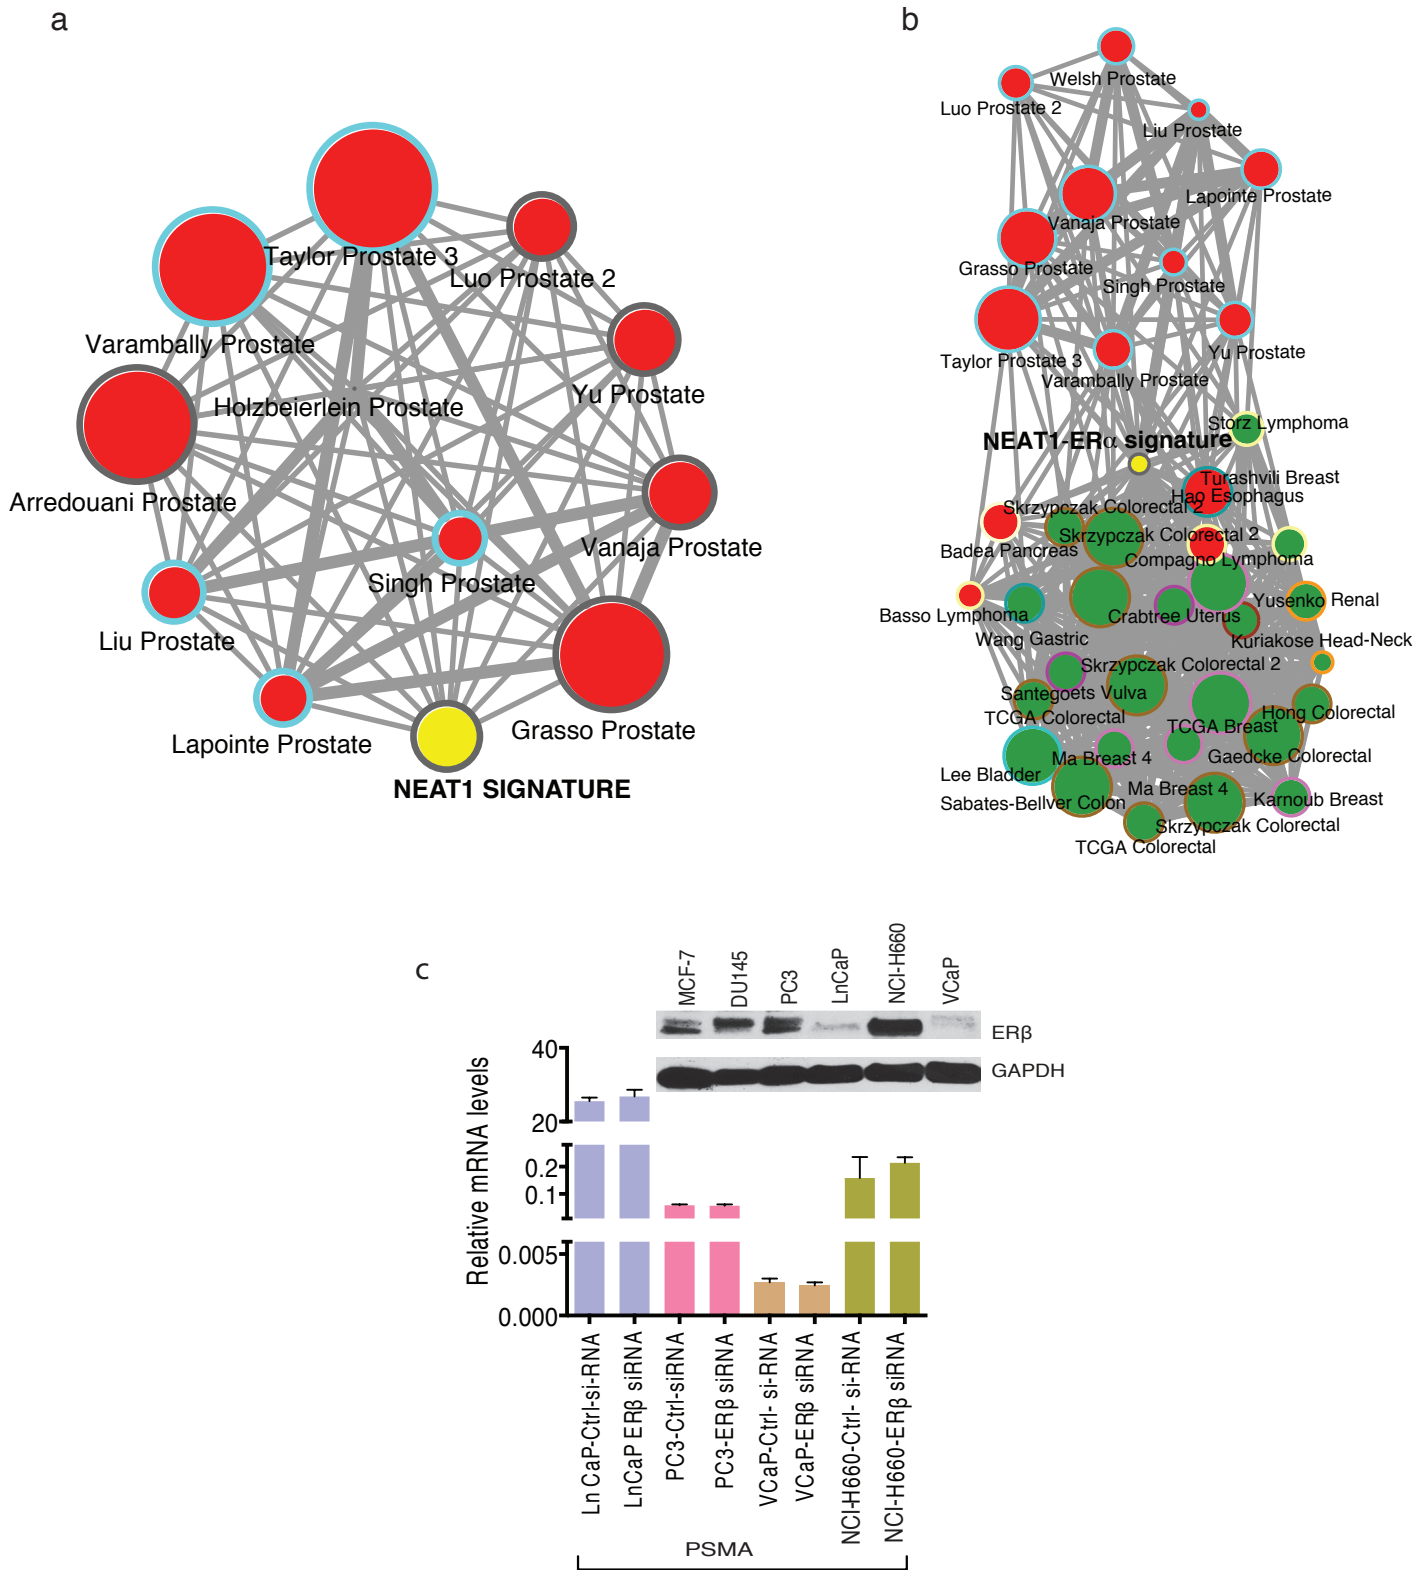 a
Taylor Prostate 3
Luo Prostate 2
Varambally Prostate
Yu Prostate
Holzbeierlein Prostate
Arredouani Prostate
Vanaja Prostate
Singh Prostate
Liu Prostate
Grasso Prostate
Lapointe Prostate
NEAT1 SIGNATURE
b
Welsh Prostate
Luo Prostate 2
Liu Prostate
Lapointe Prostate
Vanaja Prostate
Grasso Prostate
Singh Prostate
Yu Prostate
Taylor Prostate 3
Varambally Prostate
Storz Lymphoma
NEAT1-ERα signature
Turashvili Breast
Hao Esophagus
Skrzypczak Colorectal 2
Skrzypczak Colorectal 2
Badea Pancreas
Compagno Lymphoma
Yusenko Renal
Basso Lymphoma
Crabtree Uterus
Wang Gastric
Kuriakose Head-Neck
Skrzypczak Colorectal 2
Santegoets Vulva
TCGA Colorectal
Hong Colorectal
TCGA Breast
Ma Breast 4
Gaedcke Colorectal
Lee Bladder
Ma Breast 4
Sabates-Bellver Colon
Karnoub Breast
Skrzypczak Colorectal
TCGA Colorectal
c
MCF-7
DU145
PC3
LnCaP
NCI-H660
VCaP
ERβ
GAPDH
Relative mRNA levels
40
20
0.2
0.1
0.005
0.000
Ln CaP-Ctrl-si-RNA
LnCaP ERβ siRNA
PC3-Ctrl-siRNA
PC3-ERβ siRNA
VCaP-Ctrl- si-RNA
VCaP-ERβ siRNA
NCI-H660-Ctrl- si-RNA
NCI-H660-ERβ siRNA
PSMA